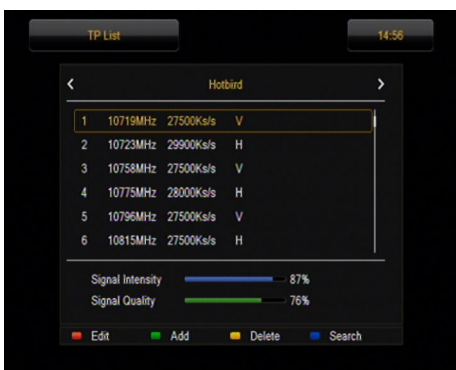 TP List 14:56
Hotbird
1 10719MHz 27500Ks/s V
2 10723MHz 29900Ks/s H
3 10758MHz 27500Ks/s V
4 10775MHz 28000Ks/s H
5 10796MHz 27500Ks/s V
6 10815MHz 27500Ks/s H
Signal Intensity 87%
Signal Quality 76%
Edit Add Delete Search